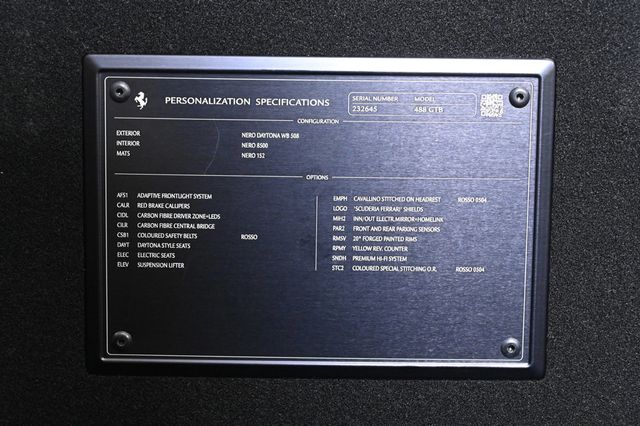 PERSONALIZATION SPECIFICATIONS
SERIAL NUMBER MODEL
232645 488 GTB
CONFIGURATION
EXTERIOR NERO DAYTONA WB 508
INTERIOR NERO 8500
MATS NERO 152
OPTIONS
AFS1 ADAPTIVE FRONTLIGHT SYSTEM
CALR RED BRAKE CALLIPERS
CIDL CARBON FIBRE DRIVER ZONE+LEDS
CILR CARBON FIBRE CENTRAL BRIDGE
CSB1 COLOURED SAFETY BELTS ROSSO
DAYT DAYTONA STYLE SEATS
ELEC ELECTRIC SEATS
ELEV SUSPENSION LIFTER
EMPH CAVALLINO STITCHED ON HEADREST ROSSO 0504
LOGO 'SCUDERIA FERRARI' SHIELDS
MIH2 INN/OUT ELECTR.MIRROR+HOMELINK
PAR2 FRONT AND REAR PARKING SENSORS
RMSV 20" FORGED PAINTED RIMS
RPMY YELLOW REV. COUNTER
SNDH PREMIUM HI-FI SYSTEM
STC2 COLOURED SPECIAL STITCHING O.R. ROSSO 0504